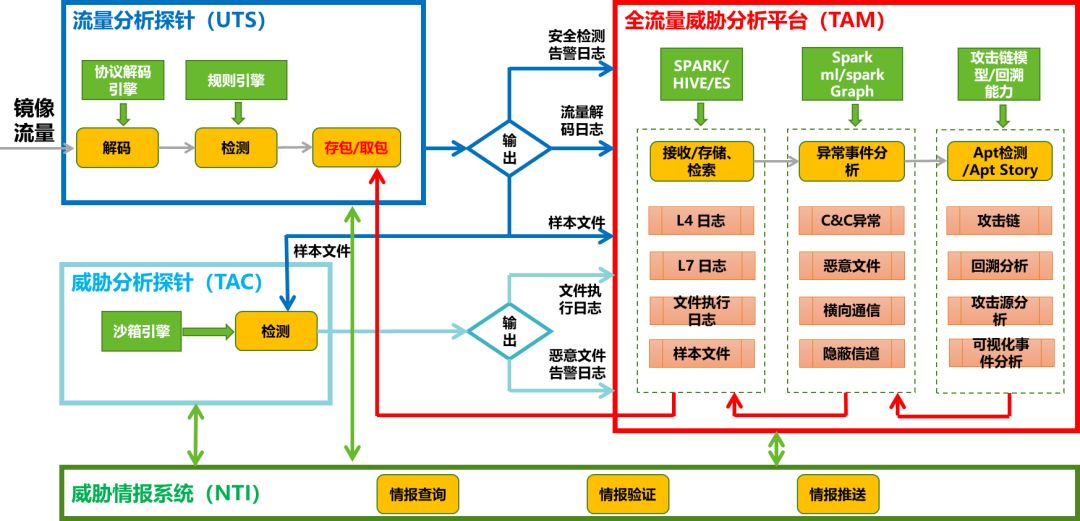 流量分析探针（UTS）
协议解码
引擎
规则引擎
镜像
流量
解码
检测
存包/取包
输
出
安全检测
告警日志
流量解
码日志
样本文件
样本文件
全流量威胁分析平台（TAM）
SPARK/
HIVE/ES
Spark
ml/spark
Graph
攻击链模
型/回溯
能力
接收/存储、
检索
异常事件分
析
Apt检测
/Apt Story
L4 日志
C&C异常
攻击链
L7 日志
恶意文件
回溯分析
文件执行
日志
横向通信
攻击源分
析
样本文件
隐蔽信道
可视化事
件分析
威胁分析探针（TAC）
沙箱引擎
检测
输
出
文件执
行日志
恶意文件
告警日志
威胁情报系统（NTI）
情报查询
情报验证
情报推送